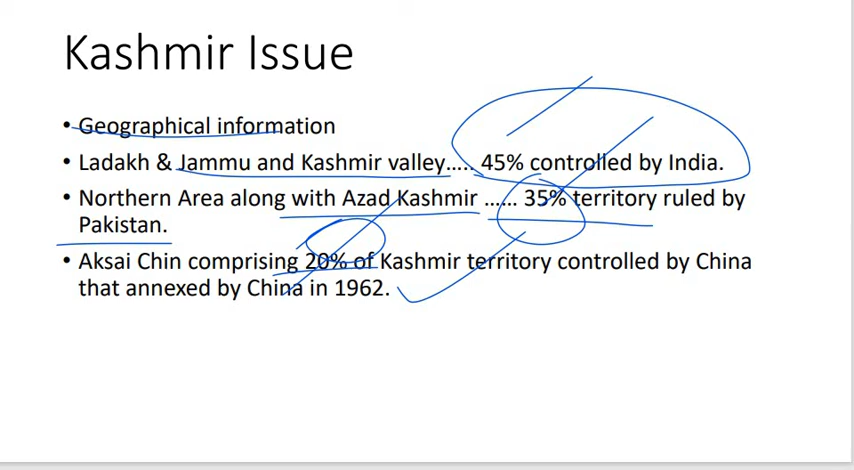 Kashmir Issue
• Geographical information
• Ladakh & Jammu and Kashmir valley..... 45% controlled by India.
• Northern Area along with Azad Kashmir ...... 35% territory ruled by
Pakistan.
• Aksai Chin comprising 20% of Kashmir territory controlled by China
that annexed by China in 1962.